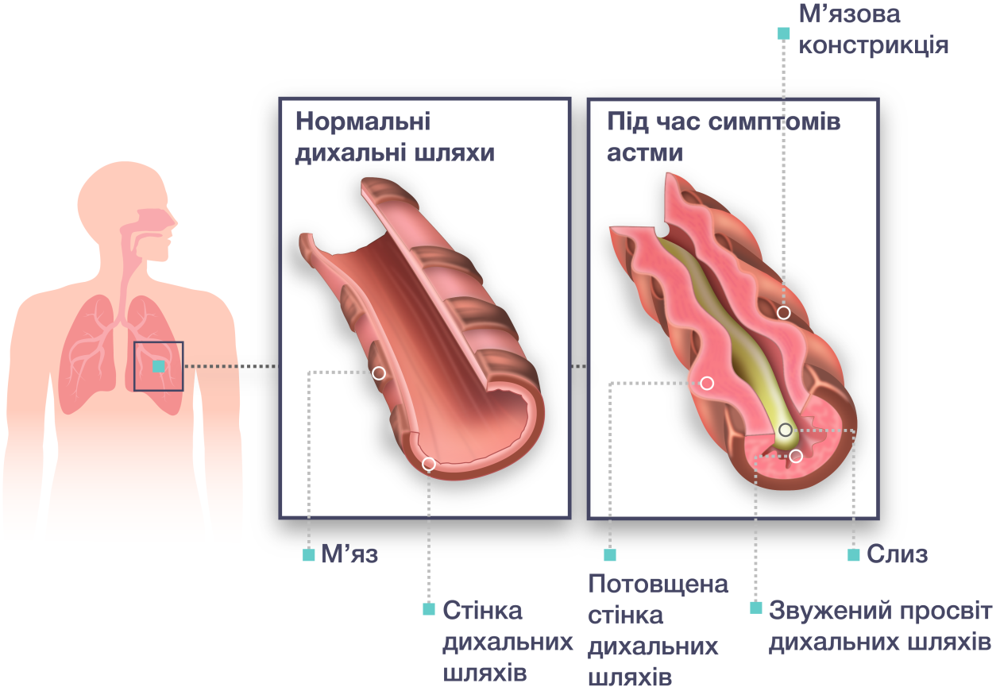 М’язова
констрикція
Нормальні
дихальні шляхи
Під час симптомів
астми
М’яз
Стінка
дихальних
шляхів
Потовщена
стінка
дихальних
шляхів
Слиз
Звужений просвіт
дихальних шляхів